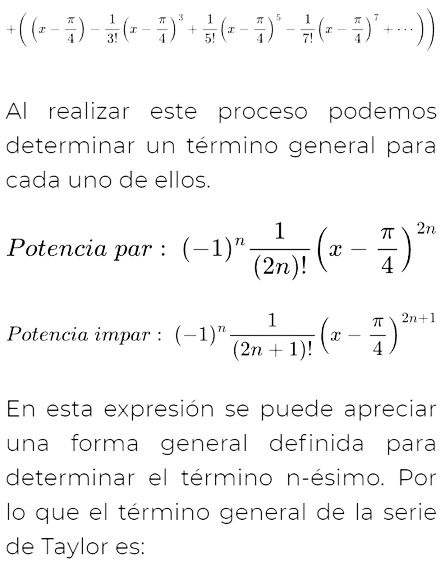 +((x − π/4) − 1/3!(x − π/4)³ + 1/5!(x − π/4)⁵ − 1/7!(x − π/4)⁷ + ⋯))
Al realizar este proceso podemos
determinar un término general para
cada uno de ellos.
Potencia par : (−1)ⁿ 1/(2n)! (x − π/4)²ⁿ
Potencia impar : (−1)ⁿ 1/(2n + 1)! (x − π/4)²ⁿ⁺¹
En esta expresión se puede apreciar
una forma general definida para
determinar el término n-ésimo. Por
lo que el término general de la serie
de Taylor es: